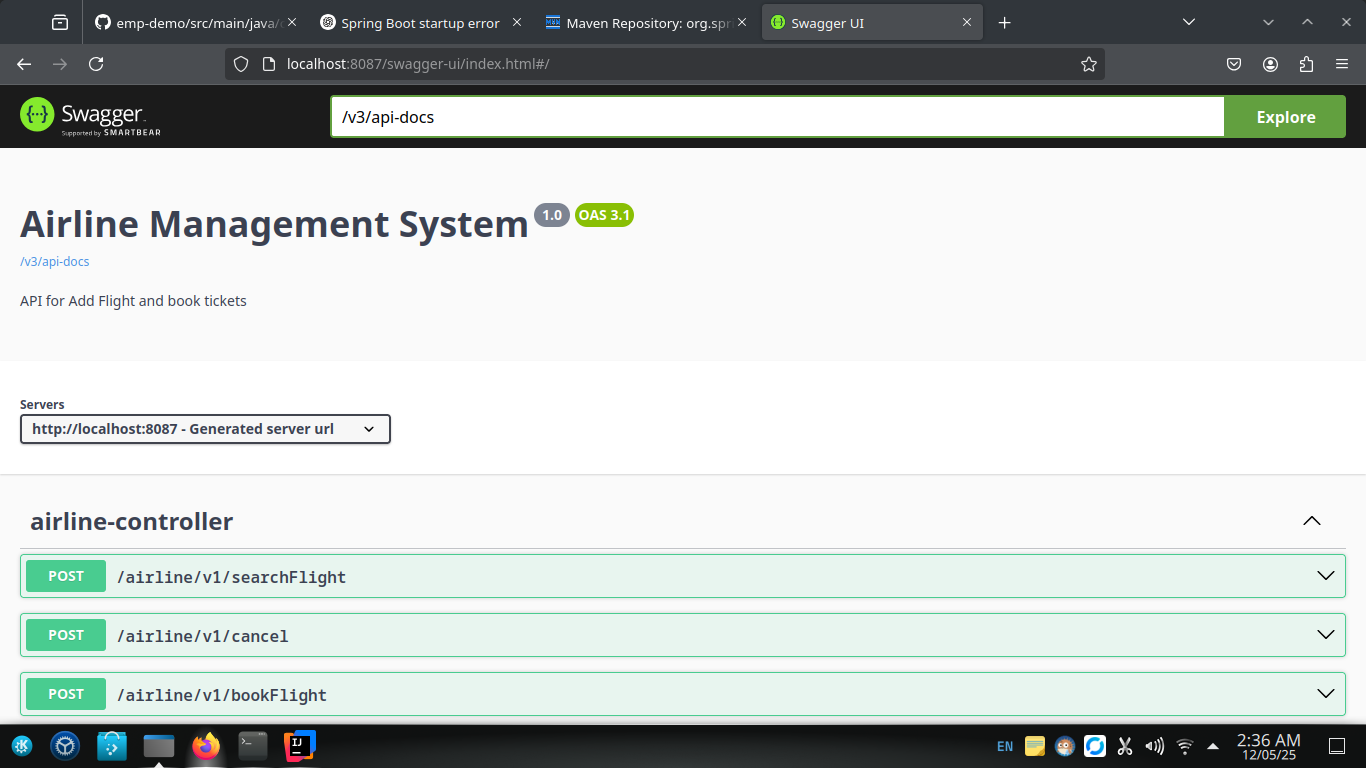 emp-demo/src/main/java/
Spring Boot startup error
Maven Repository: org.spr
Swagger UI
localhost:8087/swagger-ui/index.html#/
Swagger
Supported by SMARTBEAR
/v3/api-docs
Explore
Airline Management System 1.0 OAS 3.1
/v3/api-docs
API for Add Flight and book tickets
Servers
http://localhost:8087 - Generated server url
airline-controller
POST /airline/v1/searchFlight
POST /airline/v1/cancel
POST /airline/v1/bookFlight
EN
2:36 AM
12/05/25